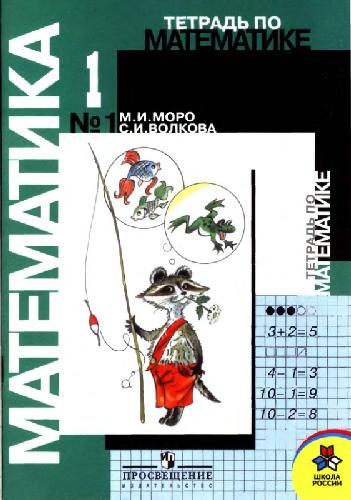 ТЕТРАДЬ ПО
МАТЕМАТИКЕ
МАТЕМАТИКА
1
№1
М.И.МОРО
С.И.ВОЛКОВА
ТЕТРАДЬ ПО
МАТЕМАТИКЕ
3+2=5
4-1=3
10-1=9
10-2=8
ПРОСВЕЩЕНИЕ
ИЗДАТЕЛЬСТВО
ШКОЛА
РОССИИ